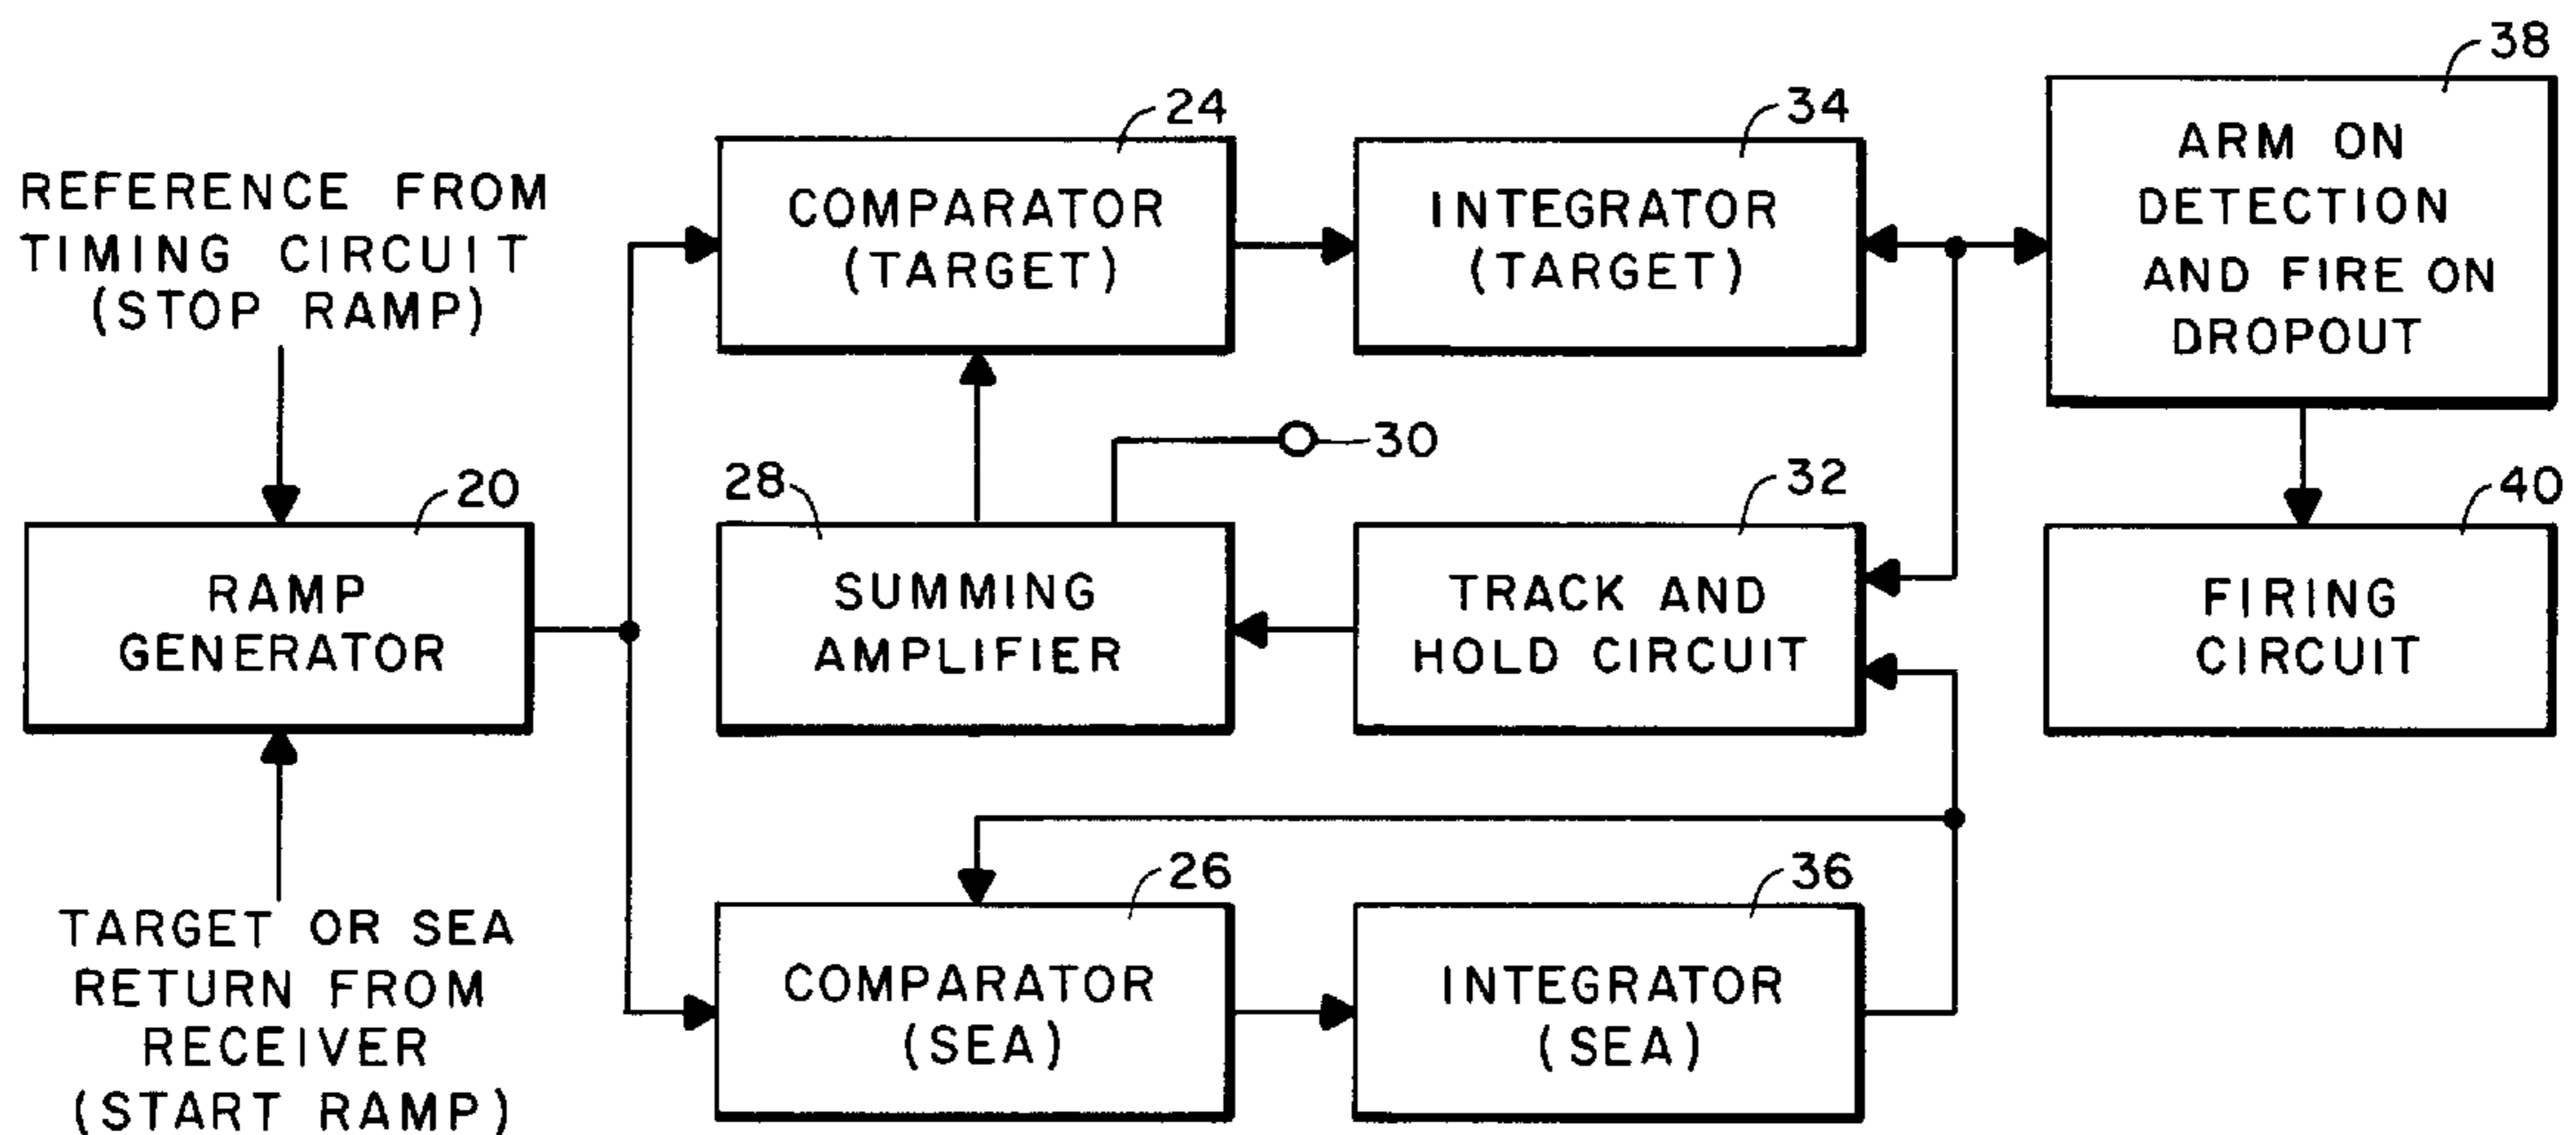 REFERENCE FROM
TIMING CIRCUIT
(STOP RAMP)
20
RAMP
GENERATOR
TARGET OR SEA
RETURN FROM
RECEIVER
(START RAMP)
24
COMPARATOR
(TARGET)
34
INTEGRATOR
(TARGET)
38
ARM ON
DETECTION
AND FIRE ON
DROPOUT
30
28
SUMMING
AMPLIFIER
32
TRACK AND
HOLD CIRCUIT
40
FIRING
CIRCUIT
26
COMPARATOR
(SEA)
36
INTEGRATOR
(SEA)